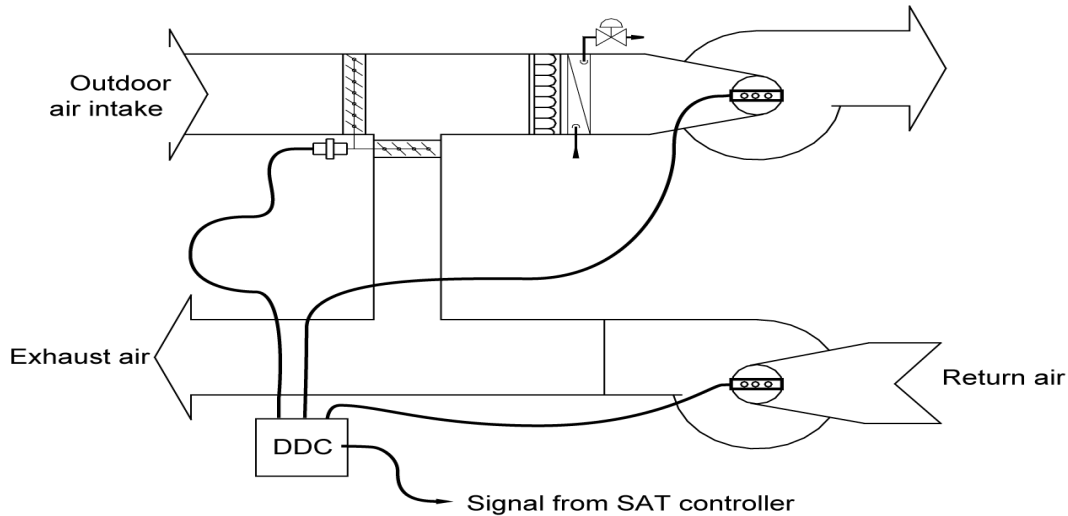 Outdoor
air intake
Exhaust air
Return air
DDC
Signal from SAT controller